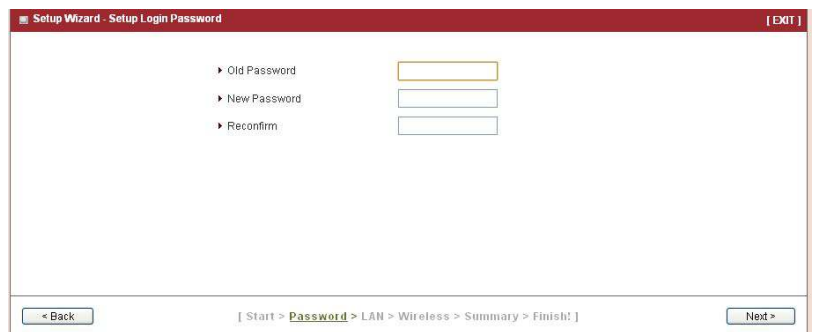 Setup Wizard - Setup Login Password [ EXIT ]
Old Password
New Password
Reconfirm
< Back [ Start > Password > LAN > Wireless > Summary > Finish! ] Next >